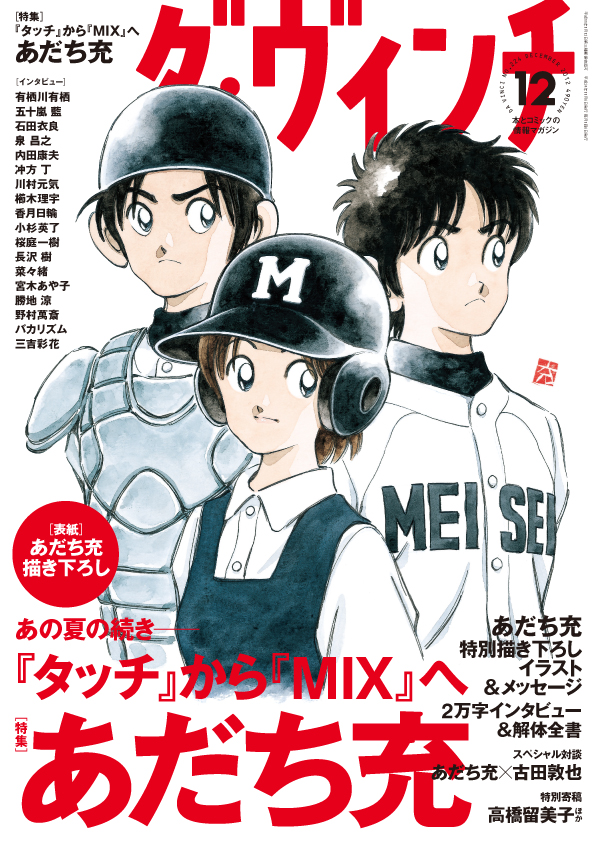 [特集]
『タッチ』から『MIX』へ
あだち充
ダ・ヴィンチ
12
本とコミックの
情報マガジン
[インタビュー]
有栖川有栖
五十嵐 藍
石田衣良
泉 昌之
内田康夫
冲方 丁
川村元気
櫛木理宇
香月日輪
小杉英了
桜庭一樹
長沢 樹
菜々緒
宮木あや子
勝地 涼
野村萬斎
バカリズム
三吉彩花
M
MEISEI
充
[表紙]
あだち充
描き下ろし
あの夏の続き──
『タッチ』から『MIX』へ
[特集]
あだち充
あだち充
特別描き下ろし
イラスト
&メッセージ
2万字インタビュー
&解体全書
スペシャル対談
あだち充×古田敦也
特別寄稿
高橋留美子ほか